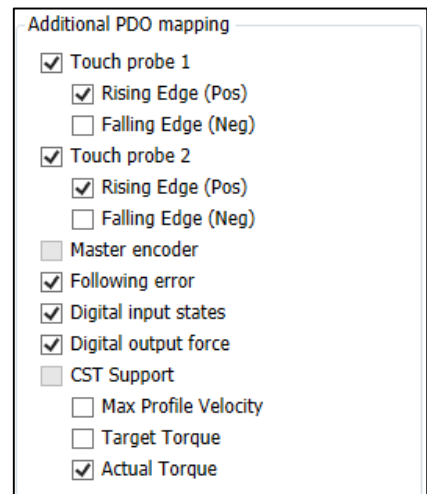 Additional PDO mapping
Touch probe 1
Rising Edge (Pos)
Falling Edge (Neg)
Touch probe 2
Rising Edge (Pos)
Falling Edge (Neg)
Master encoder
Following error
Digital input states
Digital output force
CST Support
Max Profile Velocity
Target Torque
Actual Torque